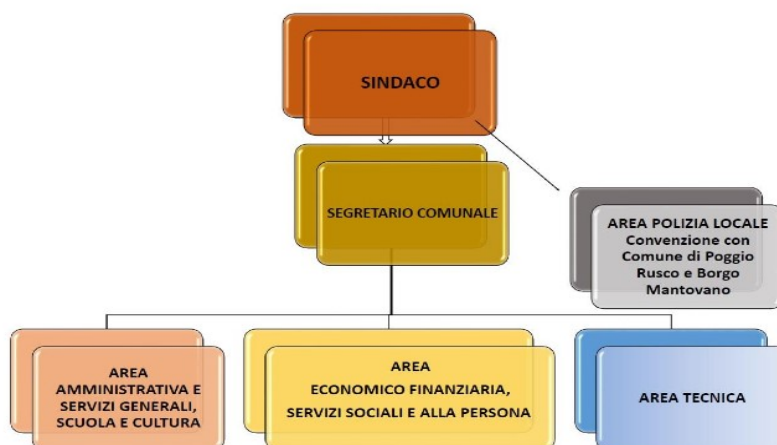 SINDACO
SEGRETARIO COMUNALE
AREA POLIZIA LOCALE
Convenzione con
Comune di Poggio
Rusco e Borgo
Mantovano
AREA
AMMINISTRATIVA E
SERVIZI GENERALI,
SCUOLA E CULTURA
AREA
ECONOMICO FINANZIARIA,
SERVIZI SOCIALI E ALLA PERSONA
AREA TECNICA